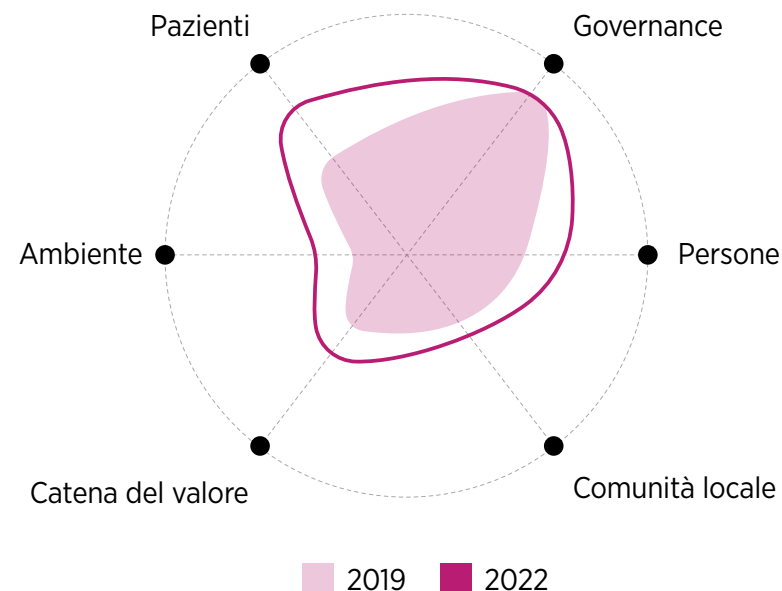 Pazienti
Governance
Ambiente
Persone
Catena del valore
Comunità locale
2019
2022